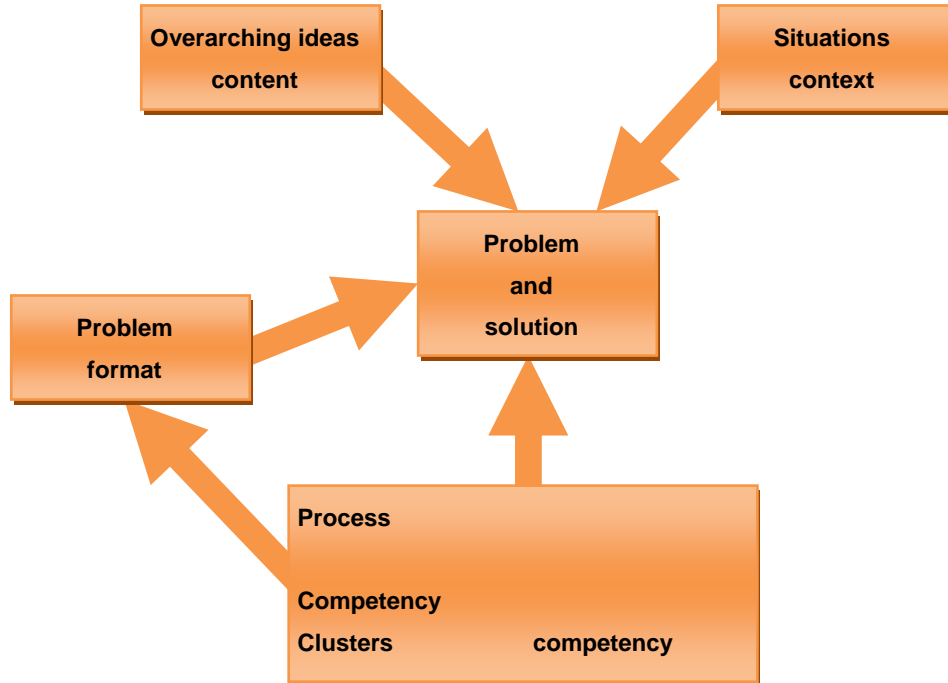 Overarching ideas
content
Situations
context
Problem
and
solution
Problem
format
Process
Competency
Clusters competency